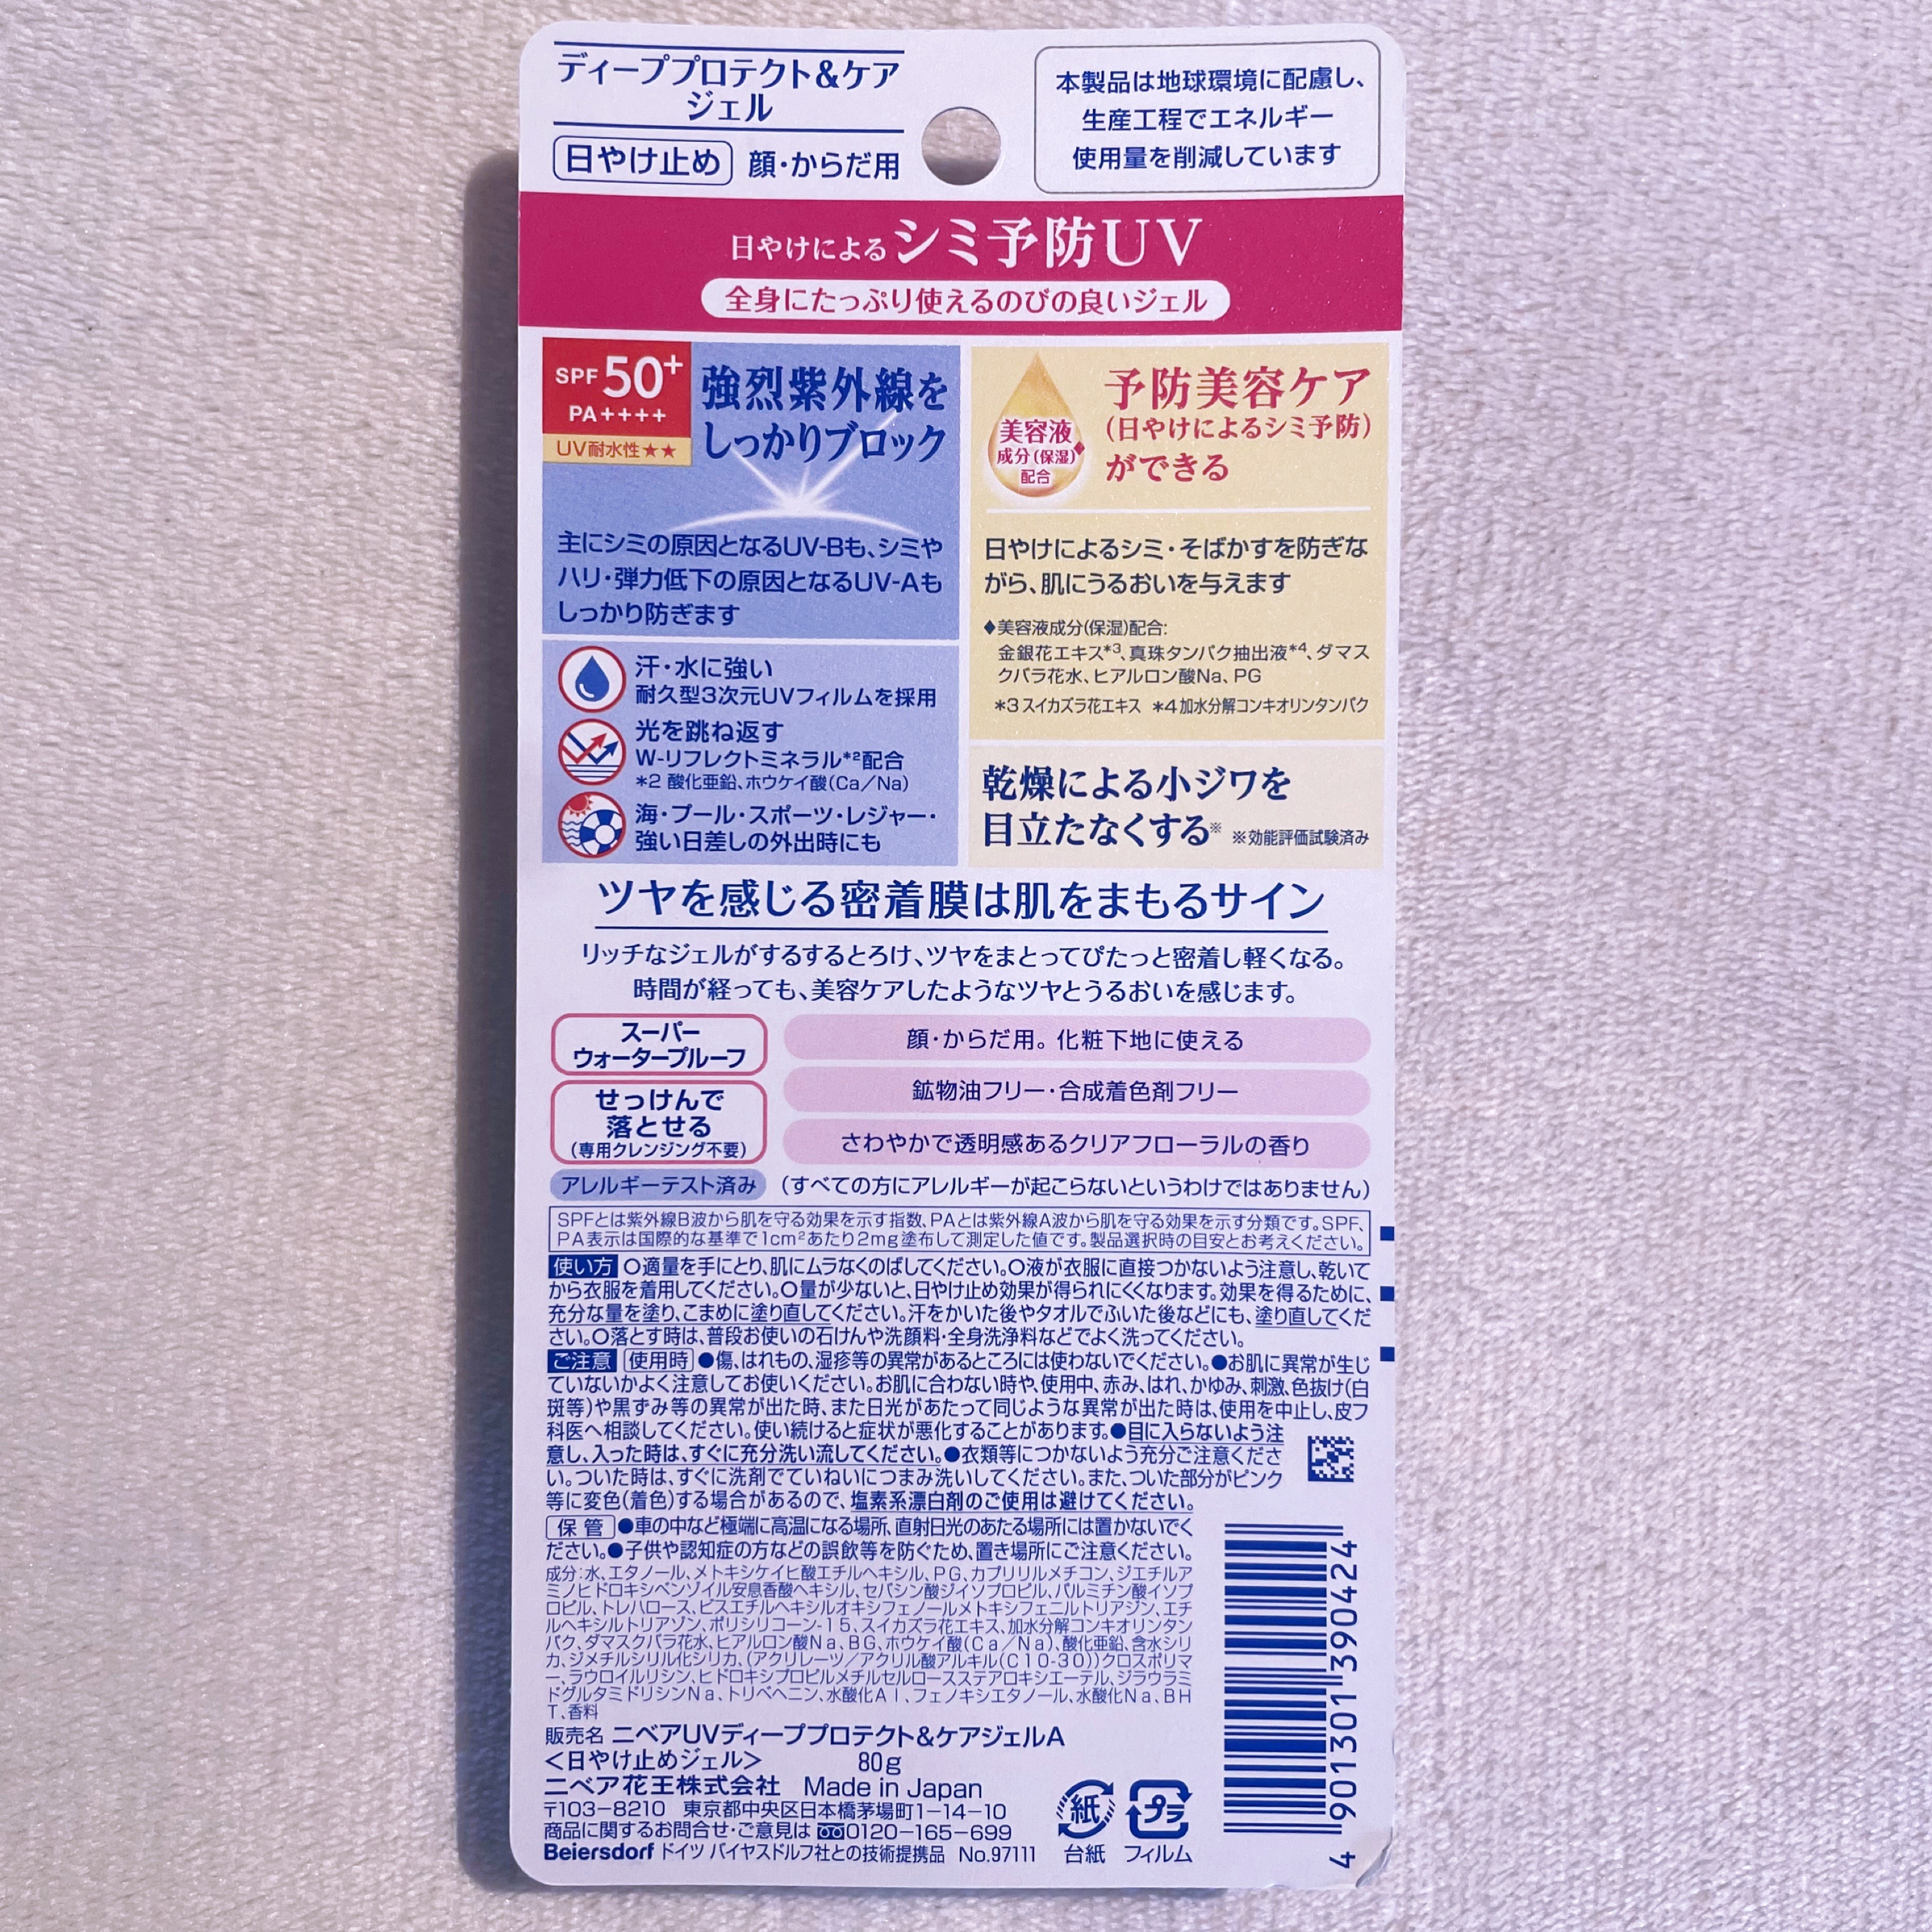 ディーププロテクト&ケア
ジェル
日やけ止め 顔・からだ用
本製品は地球環境に配慮し、
生産工程でエネルギー
使用量を削減しています
日やけによるシミ予防UV
全身にたっぷり使えるのびの良いジェル
SPF50+
PA++++
UV耐水性★★
強烈紫外線を
しっかりブロック
主にシミの原因となるUV-Bも、シミや
ハリ・弾力低下の原因となるUV-Aも
しっかり防ぎます
汗・水に強い
耐久型3次元UVフィルムを採用
光を跳ね返す
W-リフレクトミネラル*2配合
*2 酸化亜鉛、ホウケイ酸(Ca/Na)
海・プール・スポーツ・レジャー・
強い日差しの外出時にも
美容液
成分(保湿)◆
配合
予防美容ケア
(日やけによるシミ予防)
ができる
日やけによるシミ・そばかすを防ぎな
がら、肌にうるおいを与えます
◆美容液成分(保湿)配合:
金銀花エキス*3、真珠タンパク抽出液*4、ダマス
クバラ花水、ヒアルロン酸Na、PG
*3スイカズラ花エキス *4加水分解コンキオリンタンパク
乾燥による小ジワを
目立たなくする※ ※効能評価試験済み
ツヤを感じる密着膜は肌をまもるサイン
リッチなジェルがするするとろけ、ツヤをまとってぴたっと密着し軽くなる。
時間が経っても、美容ケアしたようなツヤとうるおいを感じます。
スーパー
ウォータープルーフ
せっけんで
落とせる
(専用クレンジング不要)
顔・からだ用。化粧下地に使える
鉱物油フリー・合成着色剤フリー
さわやかで透明感あるクリアフローラルの香り
アレルギーテスト済み (すべての方にアレルギーが起こらないというわけではありません)
SPFとは紫外線B波から肌を守る効果を示す指数、PAとは紫外線A波から肌を守る効果を示す分類です。SPF、
PA表示は国際的な基準で1cm²あたり2mg塗布して測定した値です。製品選択時の目安とお考えください。
使い方 ○適量を手にとり、肌にムラなくのばしてください。○液が衣服に直接つかないよう注意し、乾いて
から衣服を着用してください。○量が少ないと、日やけ止め効果が得られにくくなります。効果を得るために、
充分な量を塗り、こまめに塗り直してください。汗をかいた後やタオルでふいた後などにも、塗り直してくだ
さい。○落とす時は、普段お使いの石けんや洗顔料・全身洗浄料などでよく洗ってください。
ご注意 使用時 ●傷、はれもの、湿疹等の異常があるところには使わないでください。●お肌に異常が生じ
ていないかよく注意してお使いください。お肌に合わない時や、使用中、赤み、はれ、かゆみ、刺激、色抜け(白
斑等)や黒ずみ等の異常が出た時、また日光があたって同じような異常が出た時は、使用を中止し、皮フ
科医へ相談してください。使い続けると症状が悪化することがあります。●目に入らないよう注
意し、入った時は、すぐに充分洗い流してください。●衣類等につかないよう充分ご注意くださ
い。ついた時は、すぐに洗剤でていねいにつまみ洗いしてください。また、ついた部分がピンク
等に変色(着色)する場合があるので、塩素系漂白剤のご使用は避けてください。
保管 ●車の中など極端に高温になる場所、直射日光のあたる場所には置かないでく
ださい。●子供や認知症の方などの誤飲等を防ぐため、置き場所にご注意ください。
成分:水、エタノール、メトキシケイヒ酸エチルヘキシル、PG、カプリリルメチコン、ジエチルア
ミノヒドロキシベンゾイル安息香酸ヘキシル、セバシン酸ジイソプロピル、パルミチン酸イソプ
ロピル、トレハロース、ビスエチルヘキシルオキシフェノールメトキシフェニルトリアジン、エチ
ルヘキシルトリアゾン、ポリシリコーン-15、スイカズラ花エキス、加水分解コンキオリンタン
パク、ダマスクバラ花水、ヒアルロン酸Na、BG、ホウケイ酸(Ca/Na)、酸化亜鉛、含水シリ
カ、ジメチルシリル化シリカ、(アクリレーツ/アクリル酸アルキル(C10-30))クロスポリマ
ー、ラウロイルリシン、ヒドロキシプロピルメチルセルロースステアロキシエーテル、ジラウラミ
ドグルタミドリシンNa、トリベヘニン、水酸化Al、フェノキシエタノール、水酸化Na、BH
T、香料
販売名 ニベアUVディーププロテクト&ケアジェルA
<日やけ止めジェル> 80g
ニベア花王株式会社 Made in Japan
〒103-8210 東京都中央区日本橋茅場町1-14-10
商品に関するお問合せ・ご意見は 0120-165-699
Beiersdorf ドイツ バイヤスドルフ社との技術提携品 No.97111
紙
台紙
プラ
フィルム
4 901301 390424